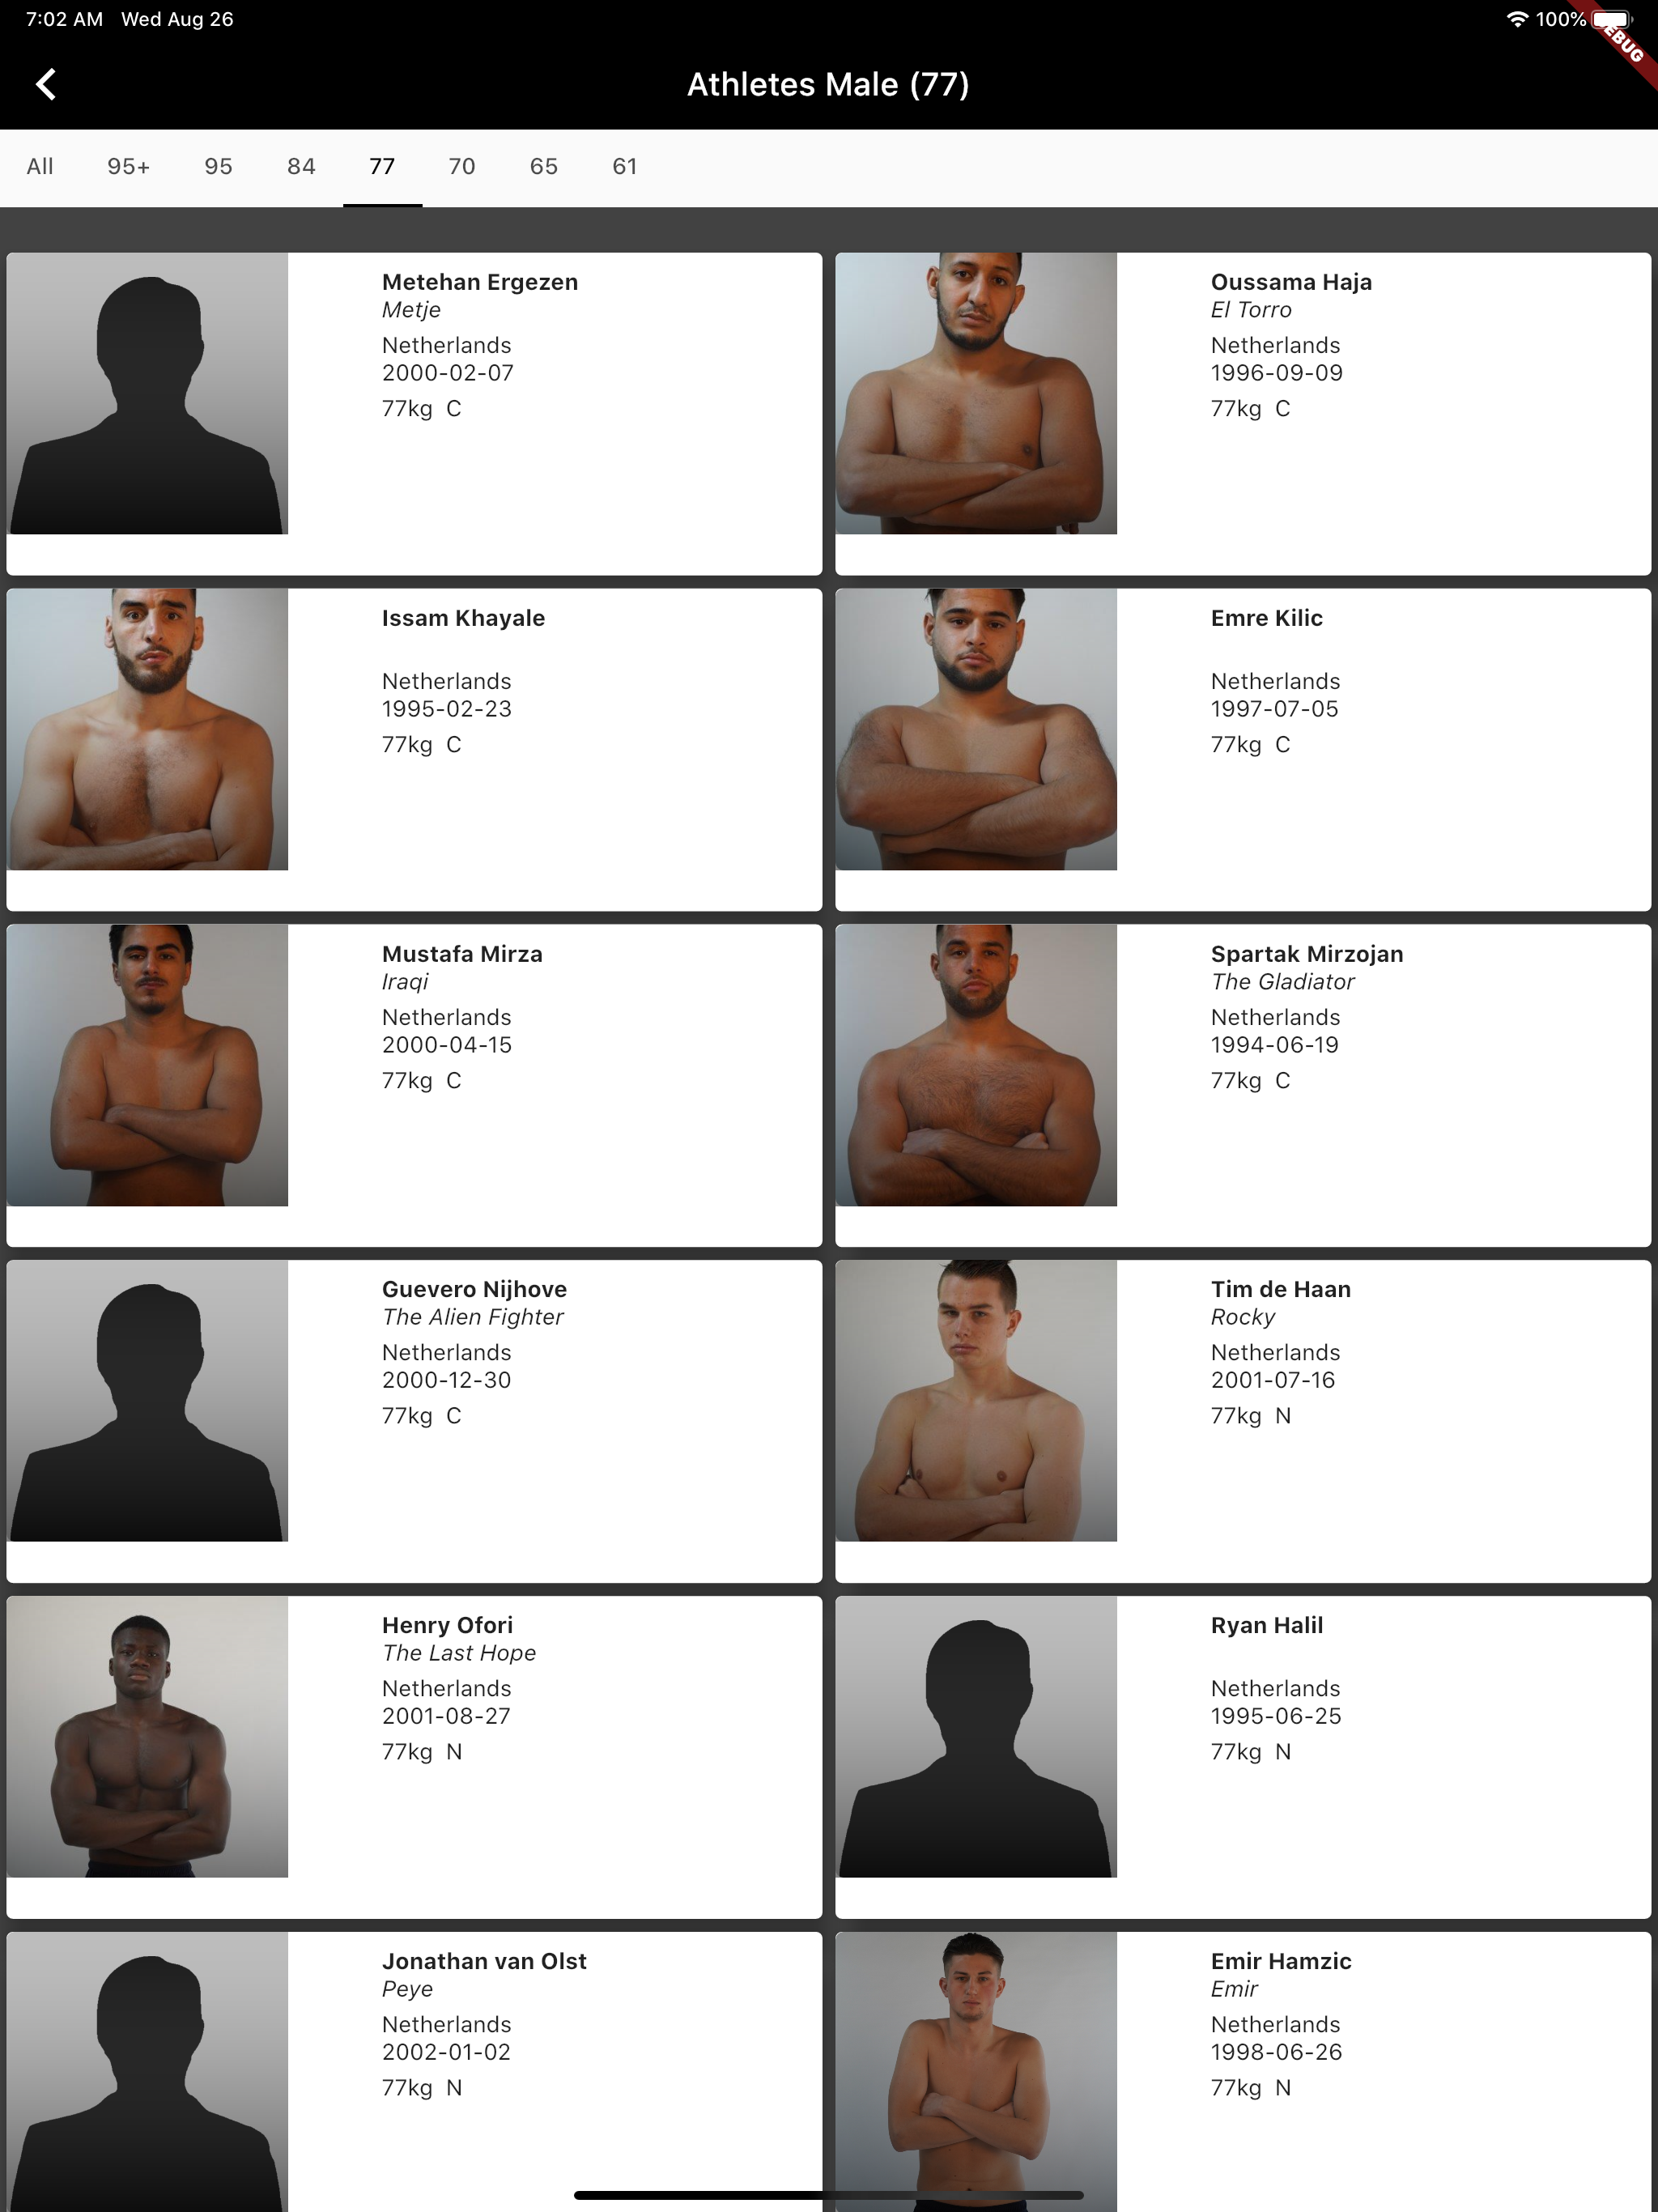 7:02 AM Wed Aug 26
100%
Athletes Male (77)
All 95+ 95 84 77 70 65 61
Metehan Ergezen
Metje
Netherlands
2000-02-07
77kg C
Oussama Haja
El Torro
Netherlands
1996-09-09
77kg C
Issam Khayale
Netherlands
1995-02-23
77kg C
Emre Kilic
Netherlands
1997-07-05
77kg C
Mustafa Mirza
Iraqi
Netherlands
2000-04-15
77kg C
Spartak Mirzojan
The Gladiator
Netherlands
1994-06-19
77kg C
Guevero Nijhove
The Alien Fighter
Netherlands
2000-12-30
77kg C
Tim de Haan
Rocky
Netherlands
2001-07-16
77kg N
Henry Ofori
The Last Hope
Netherlands
2001-08-27
77kg N
Ryan Halil
Netherlands
1995-06-25
77kg N
Jonathan van Olst
Peye
Netherlands
2002-01-02
77kg N
Emir Hamzic
Emir
Netherlands
1998-06-26
77kg N